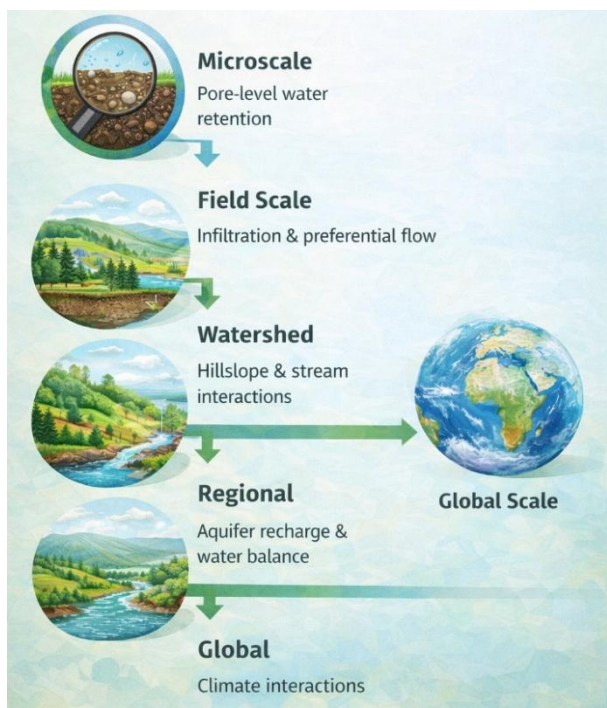 Microscale
Pore-level water
retention
Field Scale
Infiltration & preferential flow
Watershed
Hillslope & stream
interactions
Global Scale
Regional
Aquifer recharge &
water balance
Global
Climate interactions